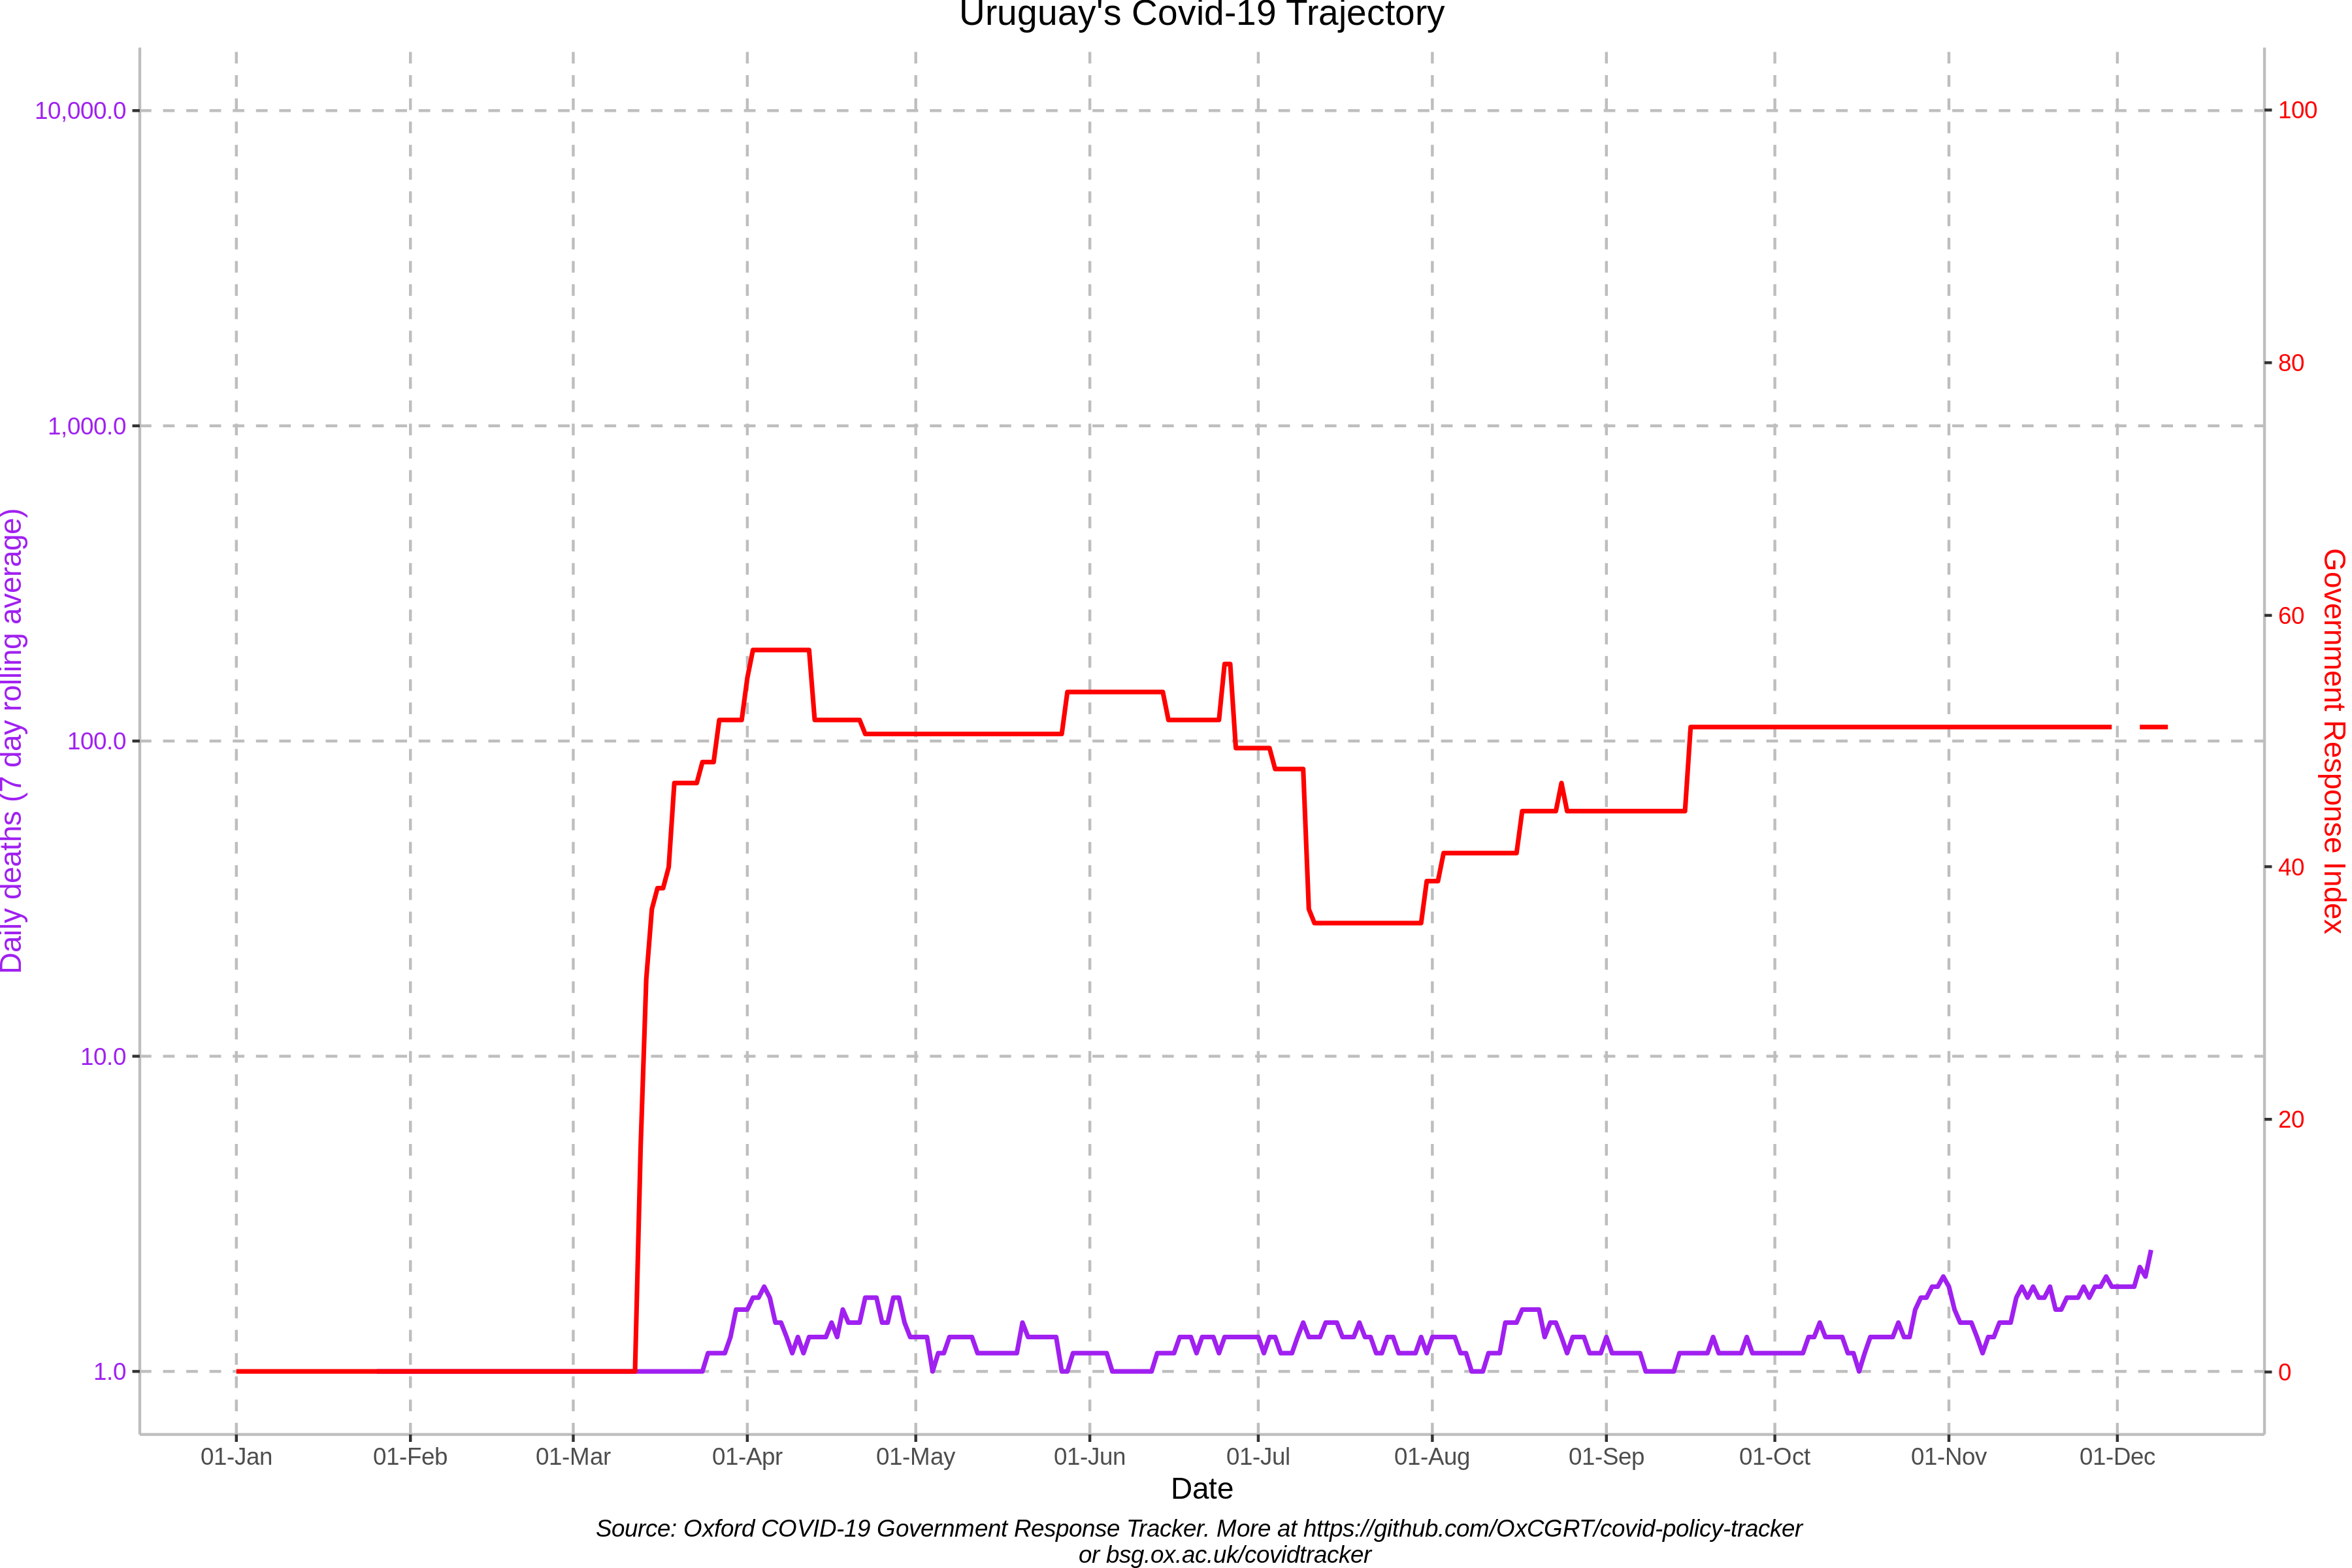 Uruguay's Covid-19 Trajectory
10,000.0
1,000.0
100.0
10.0
1.0
Daily deaths (7 day rolling average)
100
80
60
40
20
0
Government Response Index
01-Jan 01-Feb 01-Mar 01-Apr 01-May 01-Jun 01-Jul 01-Aug 01-Sep 01-Oct 01-Nov 01-Dec
Date
Source: Oxford COVID-19 Government Response Tracker. More at https://github.com/OxCGRT/covid-policy-tracker
or bsg.ox.ac.uk/covidtracker